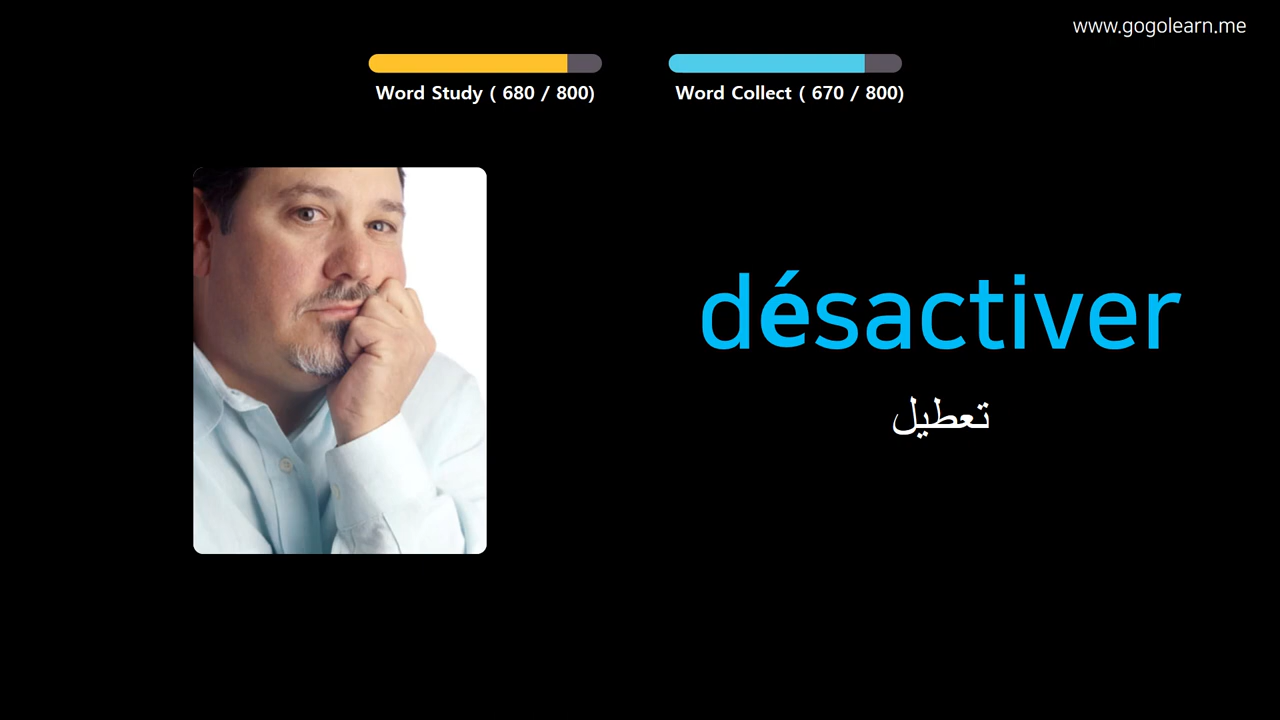 www.gogolearn.me
Word Study ( 680 / 800)
Word Collect ( 670 / 800)
désactiver
تعطيل